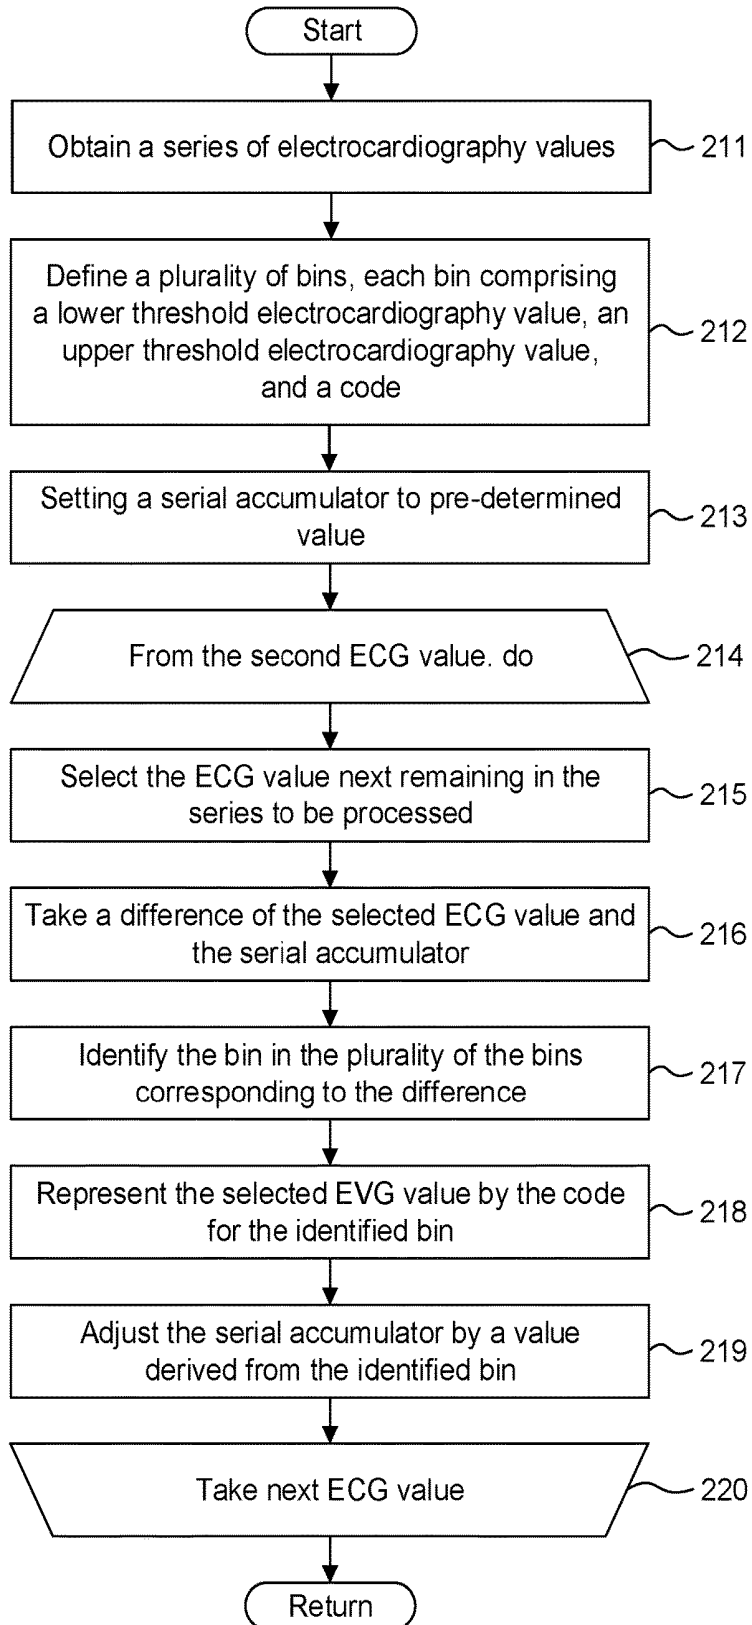 Start
Obtain a series of electrocardiography values
211
Define a plurality of bins, each bin comprising
a lower threshold electrocardiography value, an
upper threshold electrocardiography value,
and a code
212
Setting a serial accumulator to pre-determined
value
213
From the second ECG value. do
214
Select the ECG value next remaining in the
series to be processed
215
Take a difference of the selected ECG value and
the serial accumulator
216
Identify the bin in the plurality of the bins
corresponding to the difference
217
Represent the selected EVG value by the code
for the identified bin
218
Adjust the serial accumulator by a value
derived from the identified bin
219
Take next ECG value
220
Return